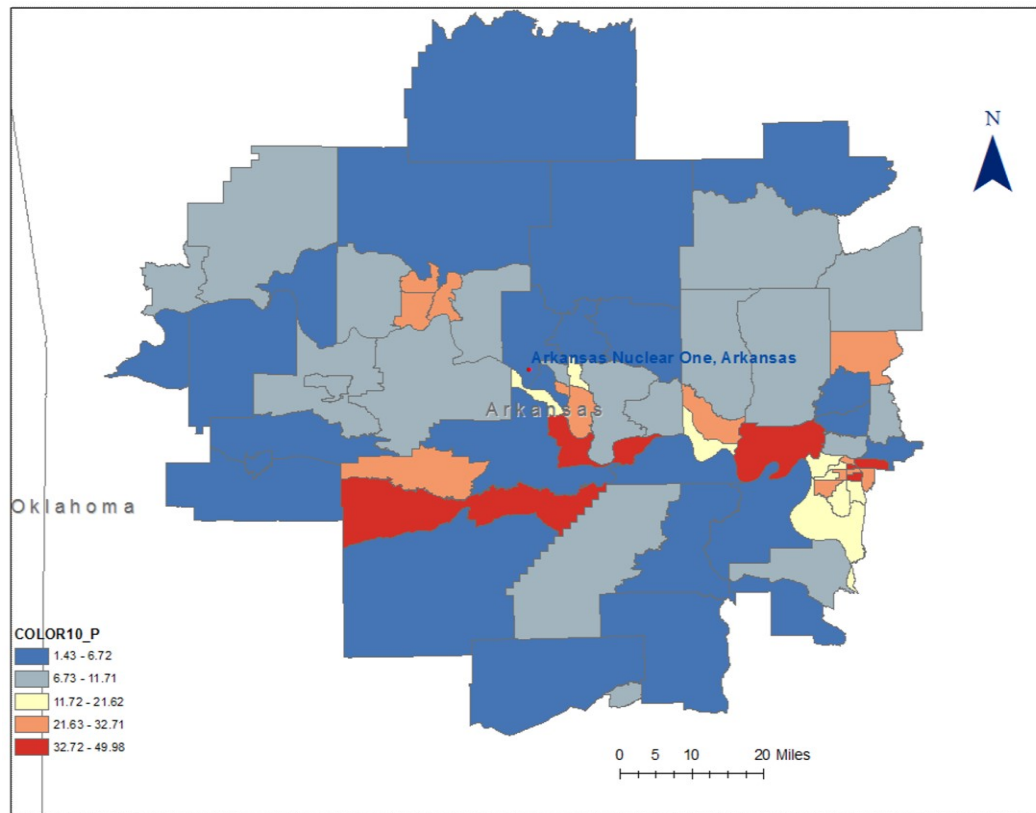 N
Arkansas Nuclear One, Arkansas
Arkansas
Oklahoma
COLOR10_P
1.43 - 6.72
6.73 - 11.71
11.72 - 21.62
21.63 - 32.71
32.72 - 49.98
0 5 10 20 Miles